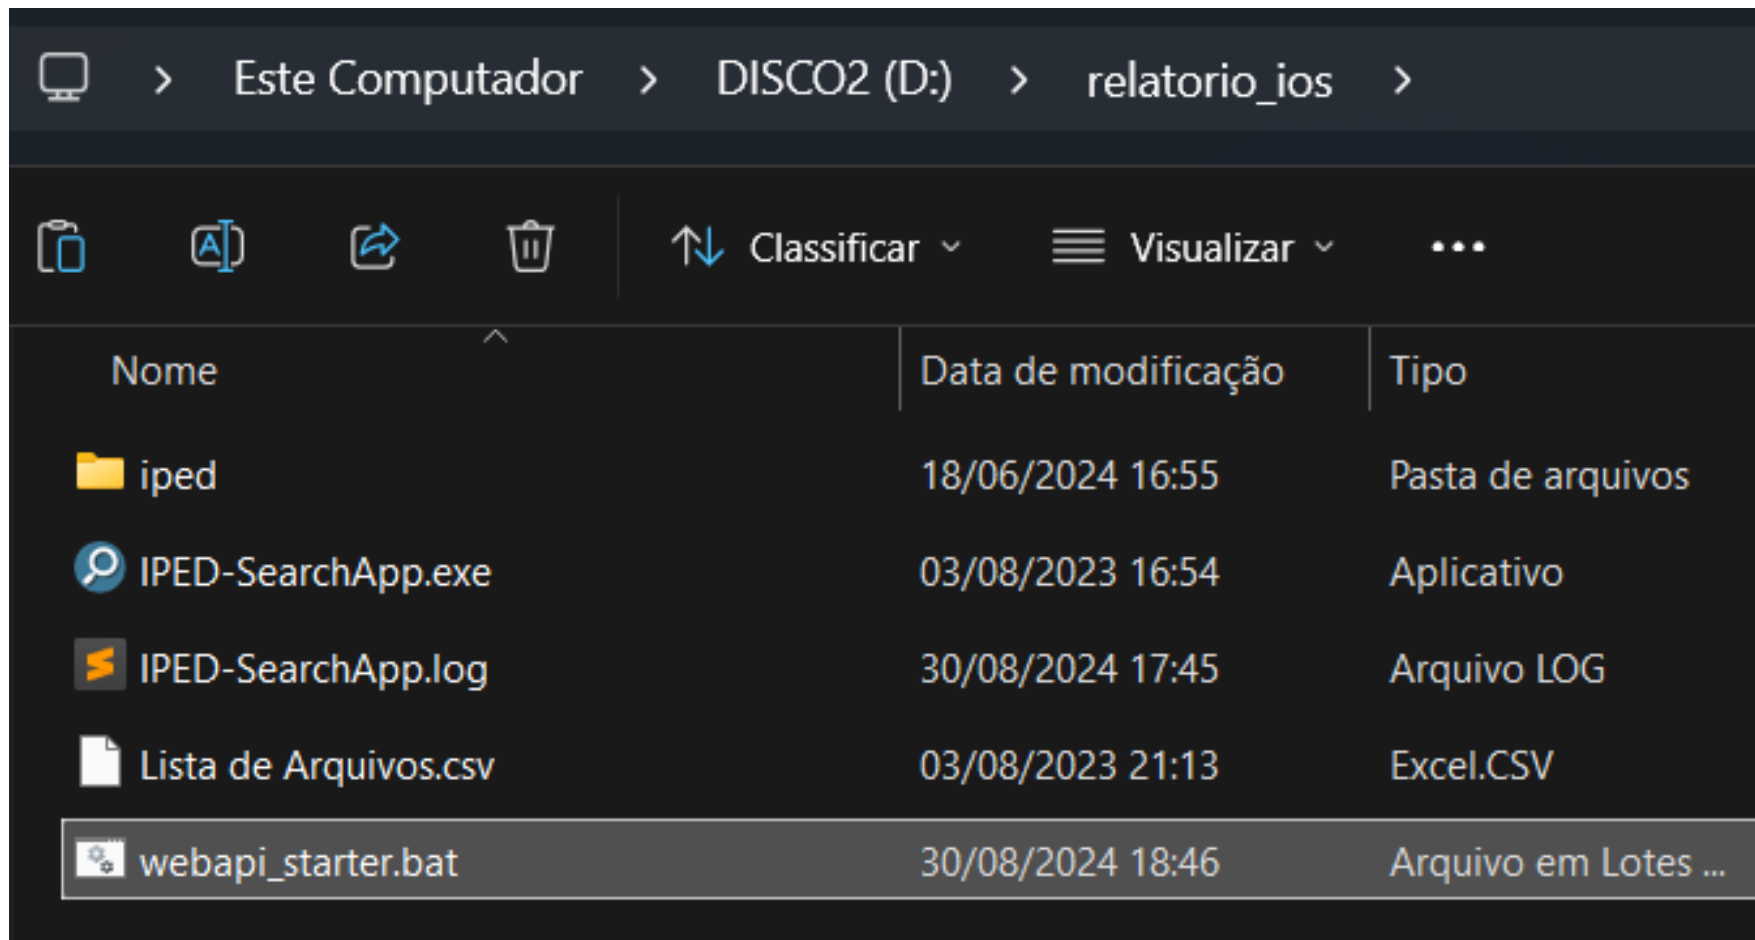 Este Computador > DISCO2 (D:) > relatorio_ios >
Classificar Visualizar ...
Nome Data de modificação Tipo
iped 18/06/2024 16:55 Pasta de arquivos
IPED-SearchApp.exe 03/08/2023 16:54 Aplicativo
IPED-SearchApp.log 30/08/2024 17:45 Arquivo LOG
Lista de Arquivos.csv 03/08/2023 21:13 Excel.CSV
webapi_starter.bat 30/08/2024 18:46 Arquivo em Lotes ...